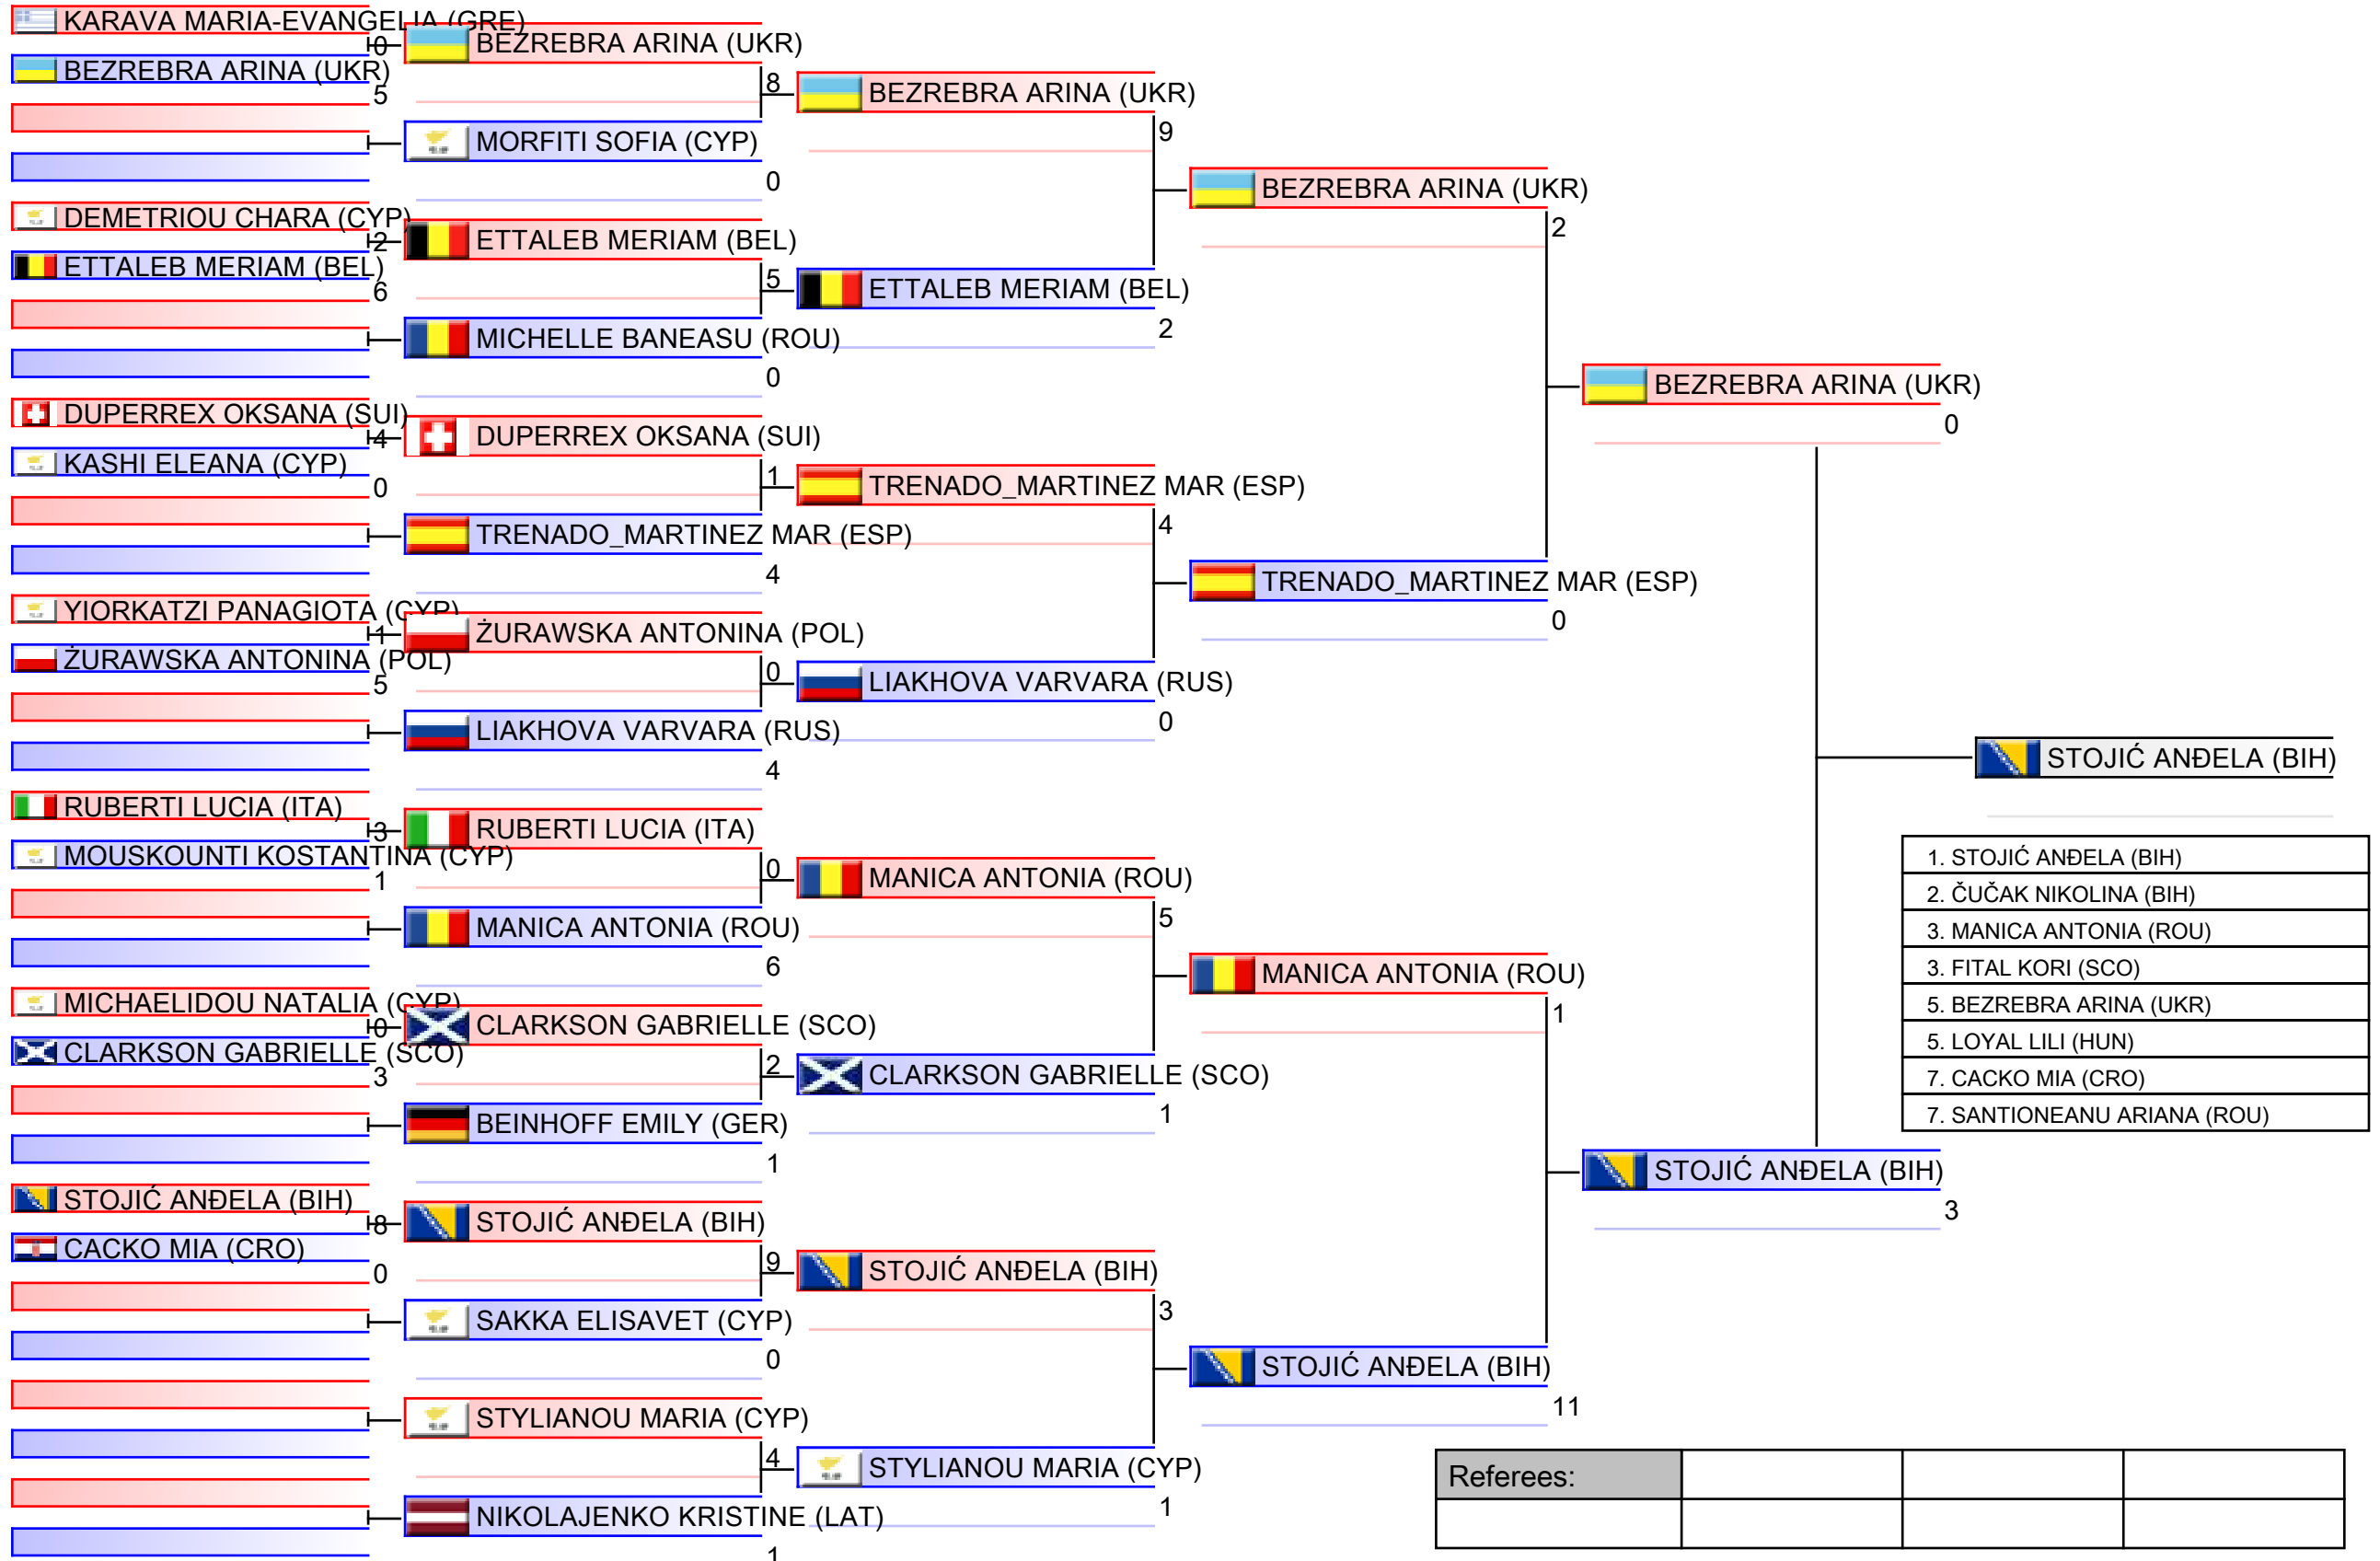 KARAVA MARIA-EVANGELIA (GRE)
0
BEZREBRA ARINA (UKR)
5
DEMETRIOU CHARA (CYP)
2
ETTALEB MERIAM (BEL)
6
DUPERREX OKSANA (SUI)
4
KASHI ELEANA (CYP)
0
YIORKATZI PANAGIOTA (CYP)
1
ŻURAWSKA ANTONINA (POL)
5
RUBERTI LUCIA (ITA)
3
MOUSKOUNTI KOSTANTINA (CYP)
1
MICHAELIDOU NATALIA (CYP)
0
CLARKSON GABRIELLE (SCO)
3
STOJIĆ ANĐELA (BIH)
8
CACKO MIA (CRO)
0
BEZREBRA ARINA (UKR)
8
MORFITI SOFIA (CYP)
0
ETTALEB MERIAM (BEL)
5
MICHELLE BANEASU (ROU)
0
DUPERREX OKSANA (SUI)
1
TRENADO_MARTINEZ MAR (ESP)
4
ŻURAWSKA ANTONINA (POL)
0
LIAKHOVA VARVARA (RUS)
4
RUBERTI LUCIA (ITA)
0
MANICA ANTONIA (ROU)
6
CLARKSON GABRIELLE (SCO)
2
BEINHOFF EMILY (GER)
1
STOJIĆ ANĐELA (BIH)
9
SAKKA ELISAVET (CYP)
0
STYLIANOU MARIA (CYP)
4
NIKOLAJENKO KRISTINE (LAT)
1
BEZREBRA ARINA (UKR)
9
ETTALEB MERIAM (BEL)
2
TRENADO_MARTINEZ MAR (ESP)
4
LIAKHOVA VARVARA (RUS)
0
MANICA ANTONIA (ROU)
5
CLARKSON GABRIELLE (SCO)
1
STOJIĆ ANĐELA (BIH)
3
STYLIANOU MARIA (CYP)
1
BEZREBRA ARINA (UKR)
2
TRENADO_MARTINEZ MAR (ESP)
0
MANICA ANTONIA (ROU)
1
STOJIĆ ANĐELA (BIH)
11
BEZREBRA ARINA (UKR)
0
STOJIĆ ANĐELA (BIH)
3
STOJIĆ ANĐELA (BIH)
1. STOJIĆ ANĐELA (BIH)
2. ČUČAK NIKOLINA (BIH)
3. MANICA ANTONIA (ROU)
3. FITAL KORI (SCO)
5. BEZREBRA ARINA (UKR)
5. LOYAL LILI (HUN)
7. CACKO MIA (CRO)
7. SANTIONEANU ARIANA (ROU)
Referees: